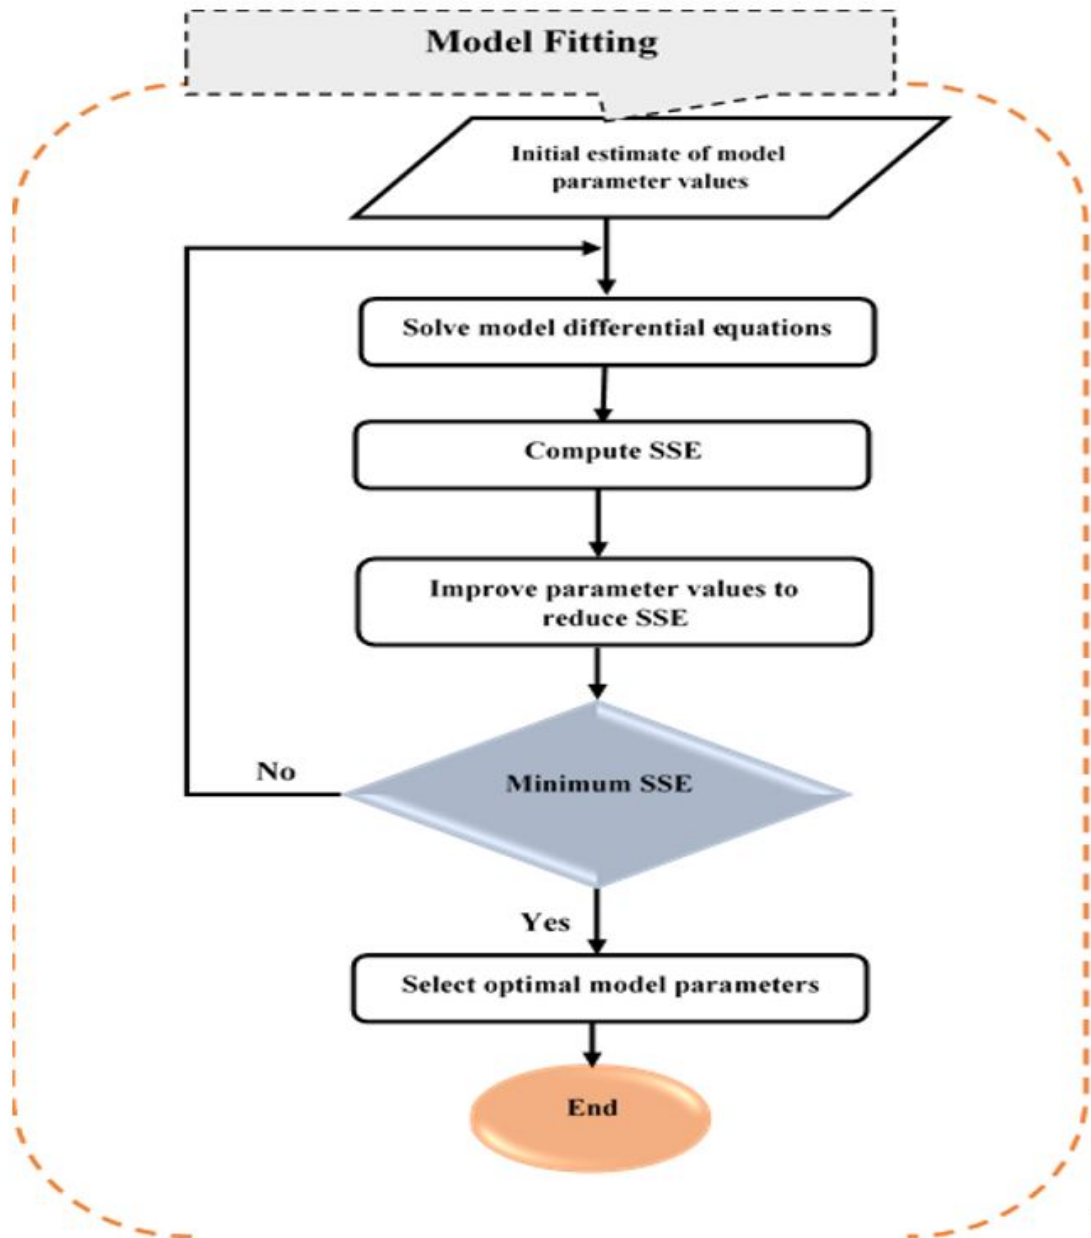 Model Fitting
Initial estimate of model
parameter values
Solve model differential equations
Compute SSE
Improve parameter values to
reduce SSE
Minimum SSE
No
Yes
Select optimal model parameters
End